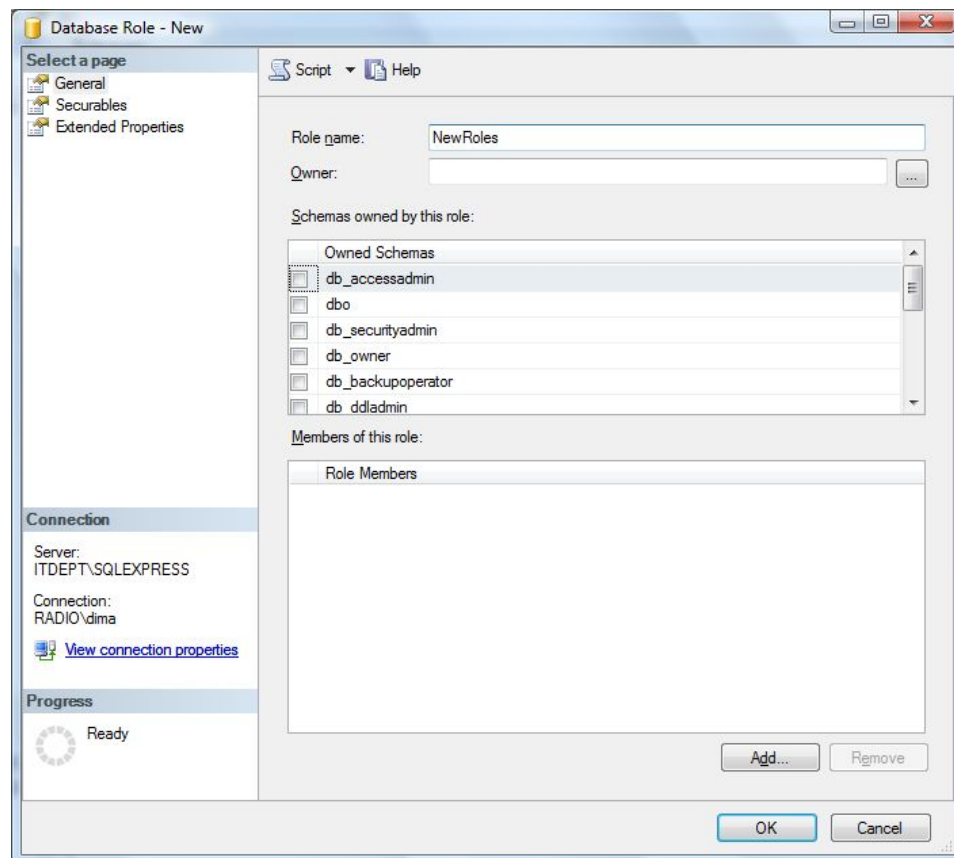 Database Role - New
Select a page
General
Securables
Extended Properties
Script
Help
Role name:
NewRoles
Owner:
...
Schemas owned by this role:
Owned Schemas
db_accessadmin
dbo
db_securityadmin
db_owner
db_backupoperator
db_ddladmin
Members of this role:
Role Members
Connection
Server:
ITDEPT\SQLEXPRESS
Connection:
RADIO\dima
View connection properties
Progress
Ready
Add...
Remove
OK
Cancel